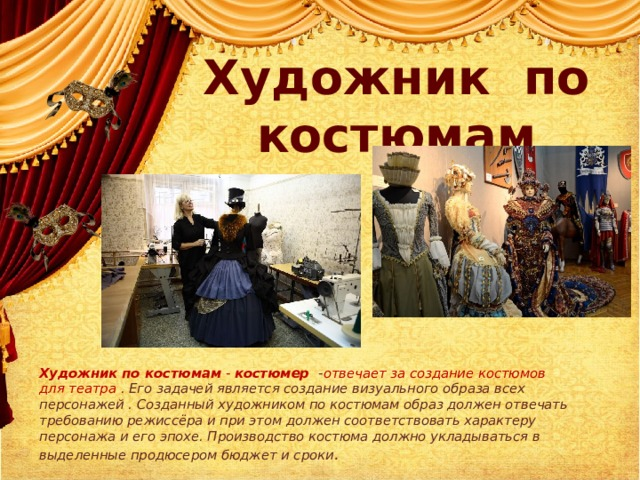 Художник по
костюмам
Художник по костюмам - костюмер -отвечает за создание костюмов
для театра . Его задачей является создание визуального образа всех
персонажей . Созданный художником по костюмам образ должен отвечать
требованию режиссёра и при этом должен соответствовать характеру
персонажа и его эпохе. Производство костюма должно укладываться в
выделенные продюсером бюджет и сроки.